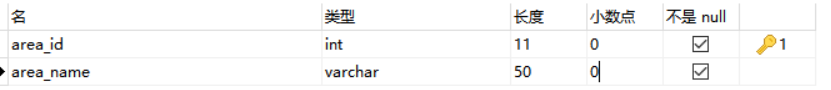 名 类型 长度 小数点 不是 null
area_id int 11 0 1
area_name varchar 50 0